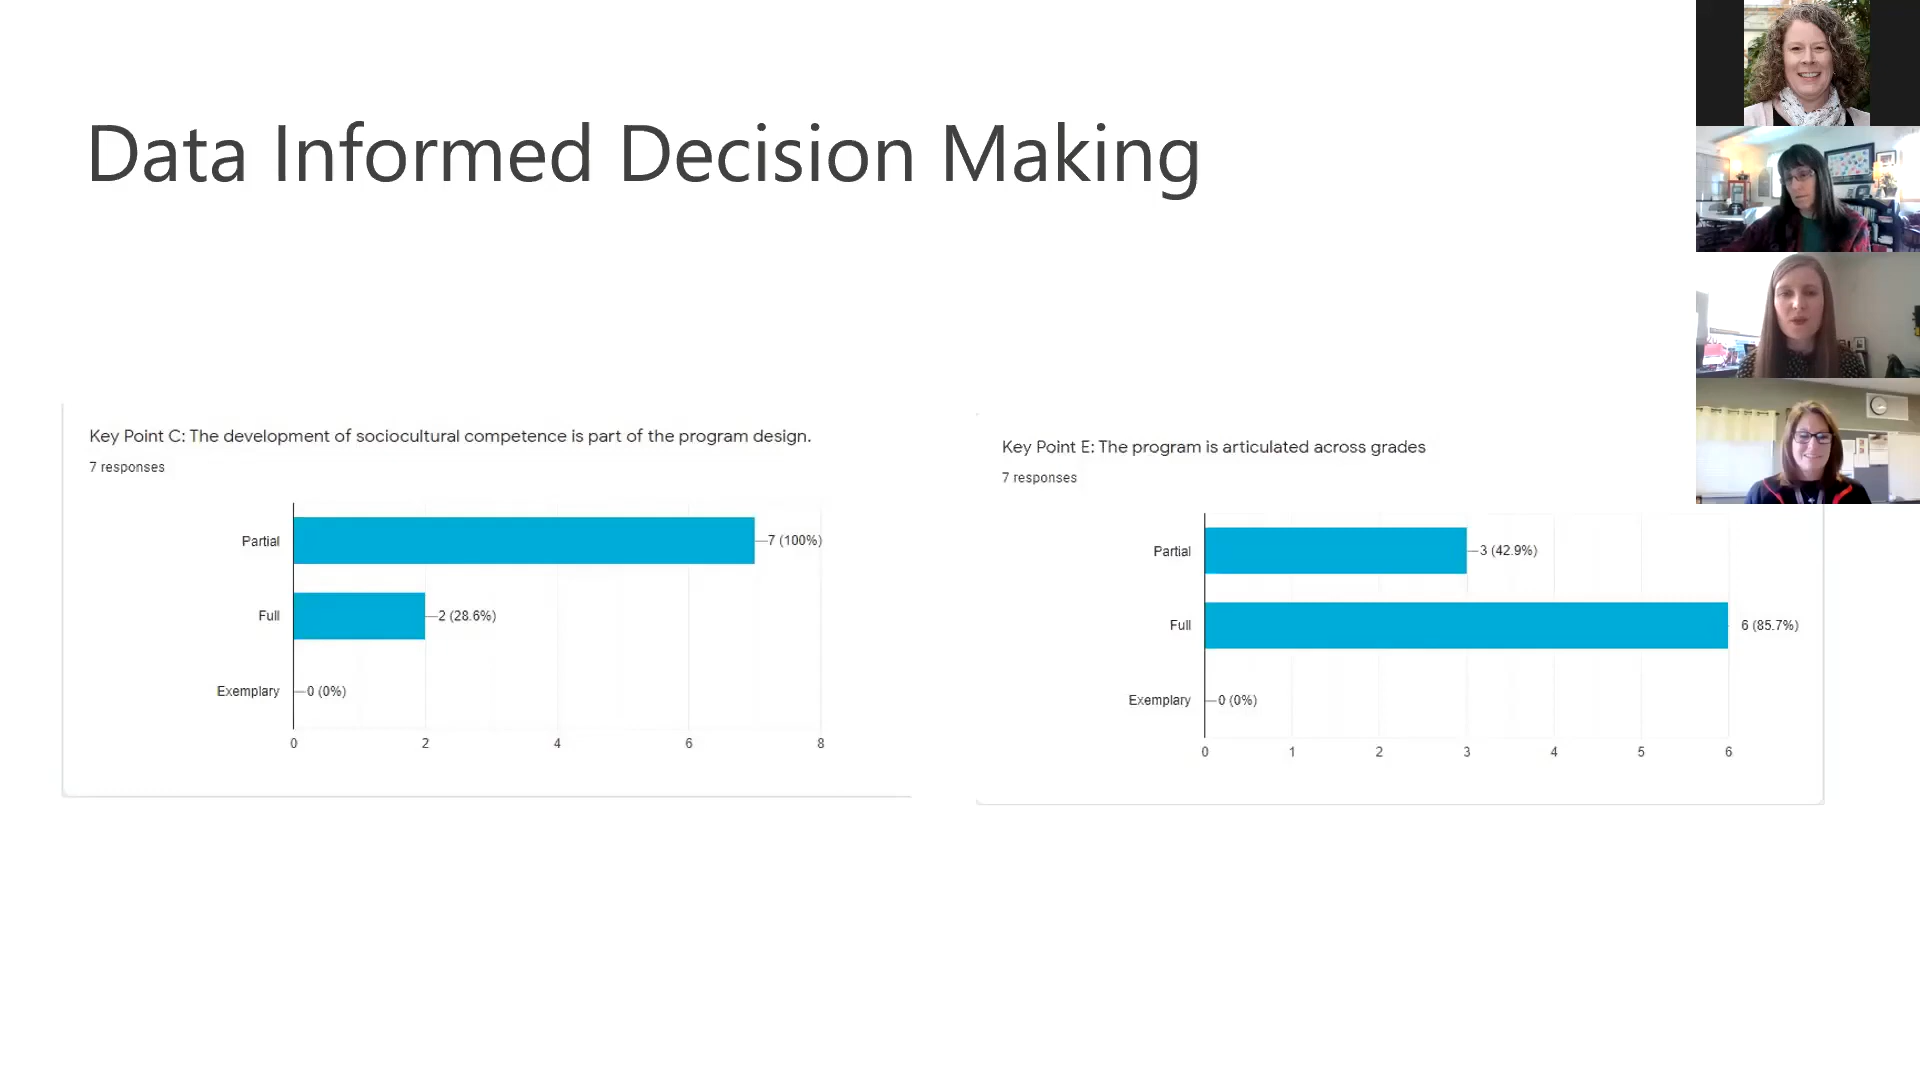 Data Informed Decision Making
Key Point C: The development of sociocultural competence is part of the program design.
7 responses
Partial
7 (100%)
Full
2 (28.6%)
Exemplary
0 (0%)
0 2 4 6 8
Key Point E: The program is articulated across grades
7 responses
Partial
3 (42.9%)
Full
6 (85.7%)
Exemplary
0 (0%)
0 1 2 3 4 5 6